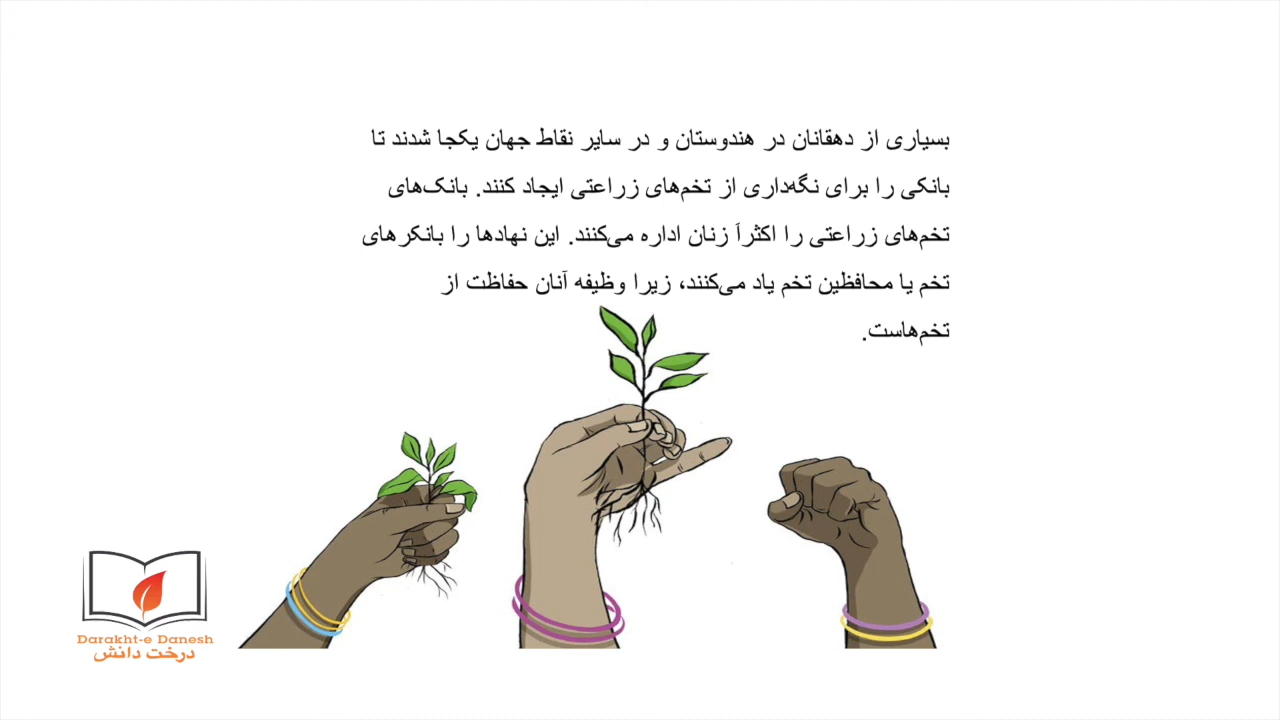 بسیاری از دهقانان در هندوستان و در سایر نقاط جهان یکجا شدند تا
بانکی را برای نگه‌داری از تخم‌های زراعتی ایجاد کنند. بانک‌های
تخم‌های زراعتی را اکثراً زنان اداره می‌کنند. این نهادها را بانکرهای
تخم یا محافظین تخم یاد می‌کنند، زیرا وظیفه آنان حفاظت از
تخم‌هاست.
Darakht-e Danesh
درخت دانش